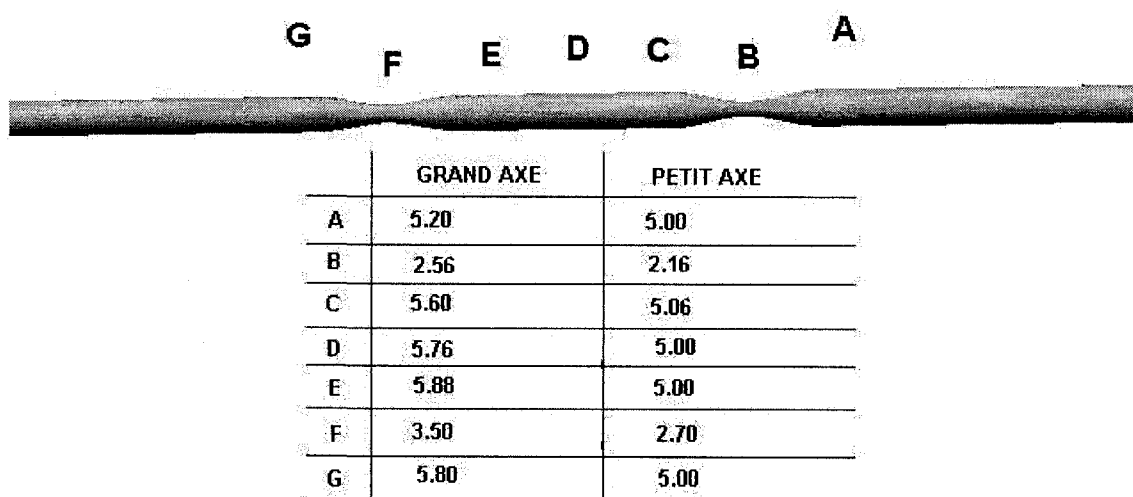 G F E D C B A
GRAND AXE PETIT AXE
A 5.20 5.00
B 2.56 2.16
C 5.60 5.06
D 5.76 5.00
E 5.88 5.00
F 3.50 2.70
G 5.80 5.00